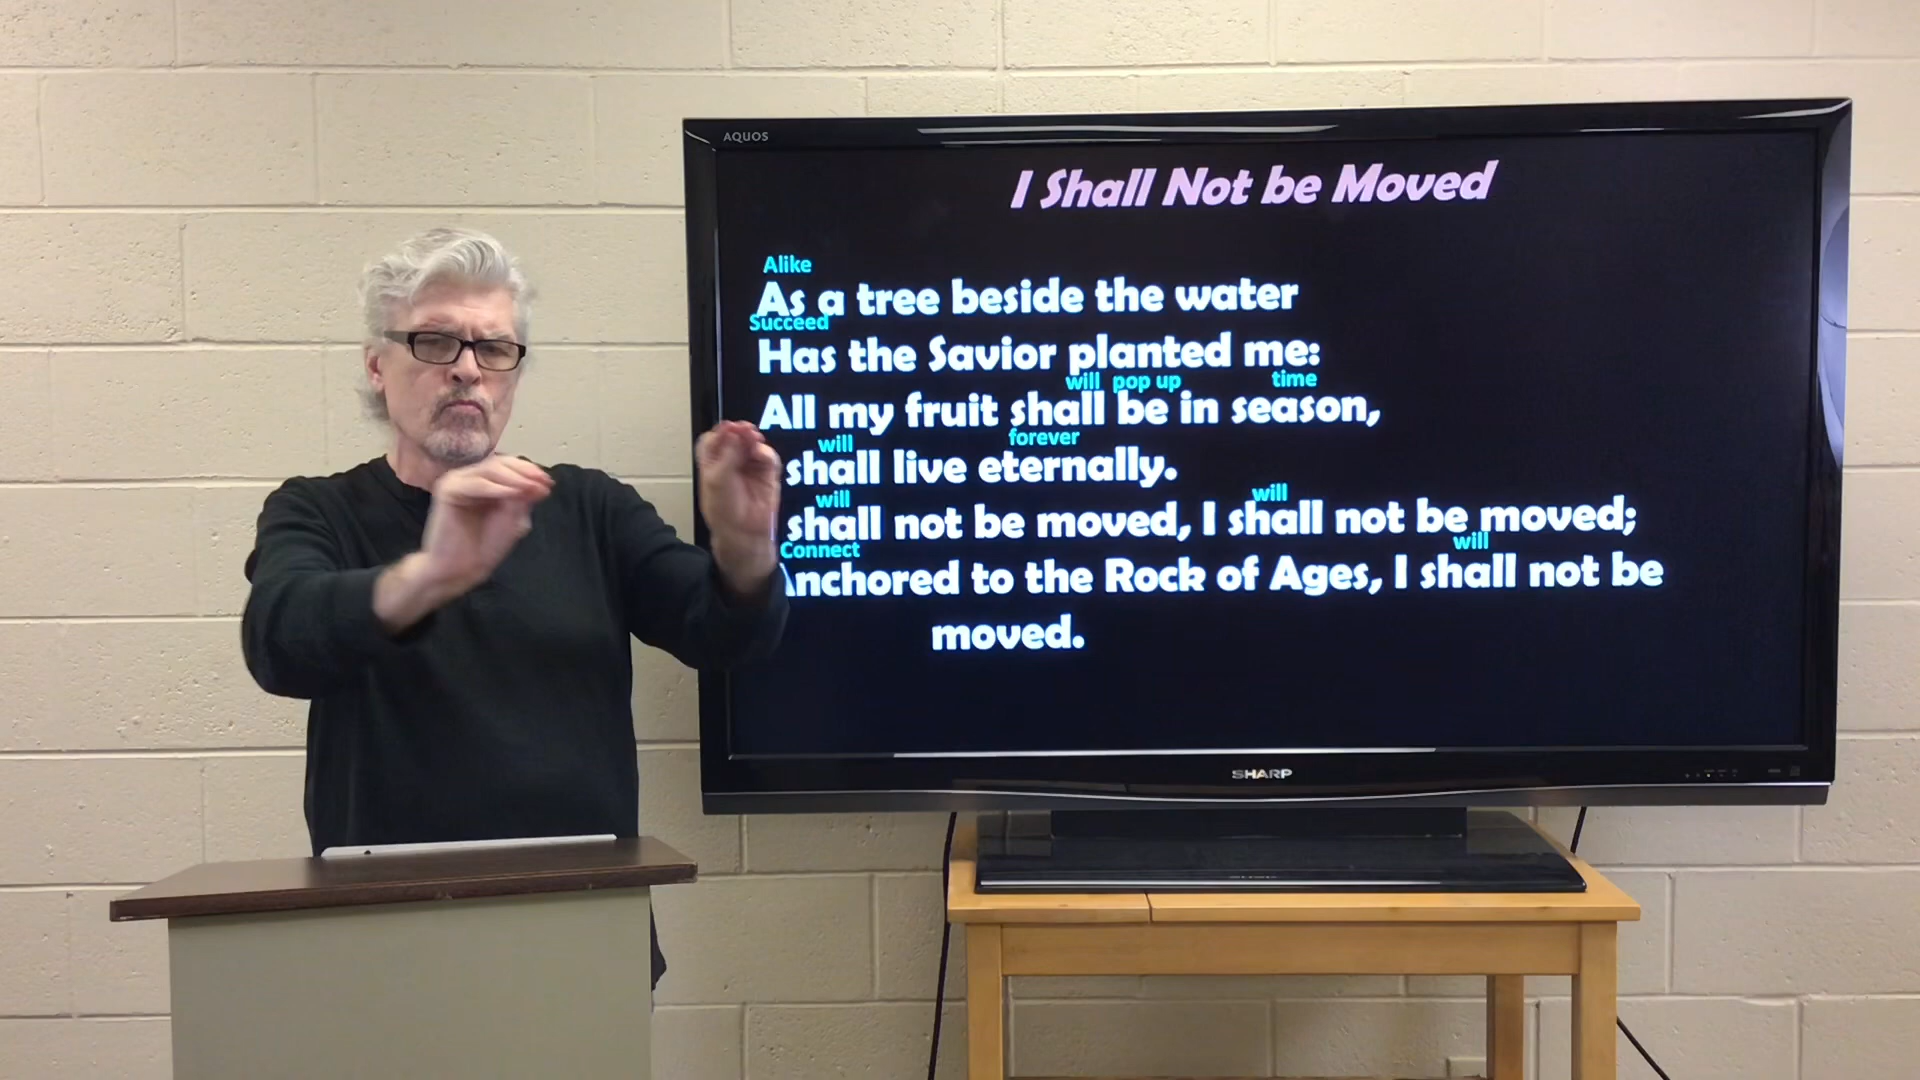 AQUOS
I Shall Not be Moved
Alike
As a tree beside the water
Succeed
Has the Savior planted me:
will pop up time
All my fruit shall be in season,
will forever
shall live eternally.
will will
shall not be moved, I shall not be moved;
Connect will
Anchored to the Rock of Ages, I shall not be
moved.
SHARP